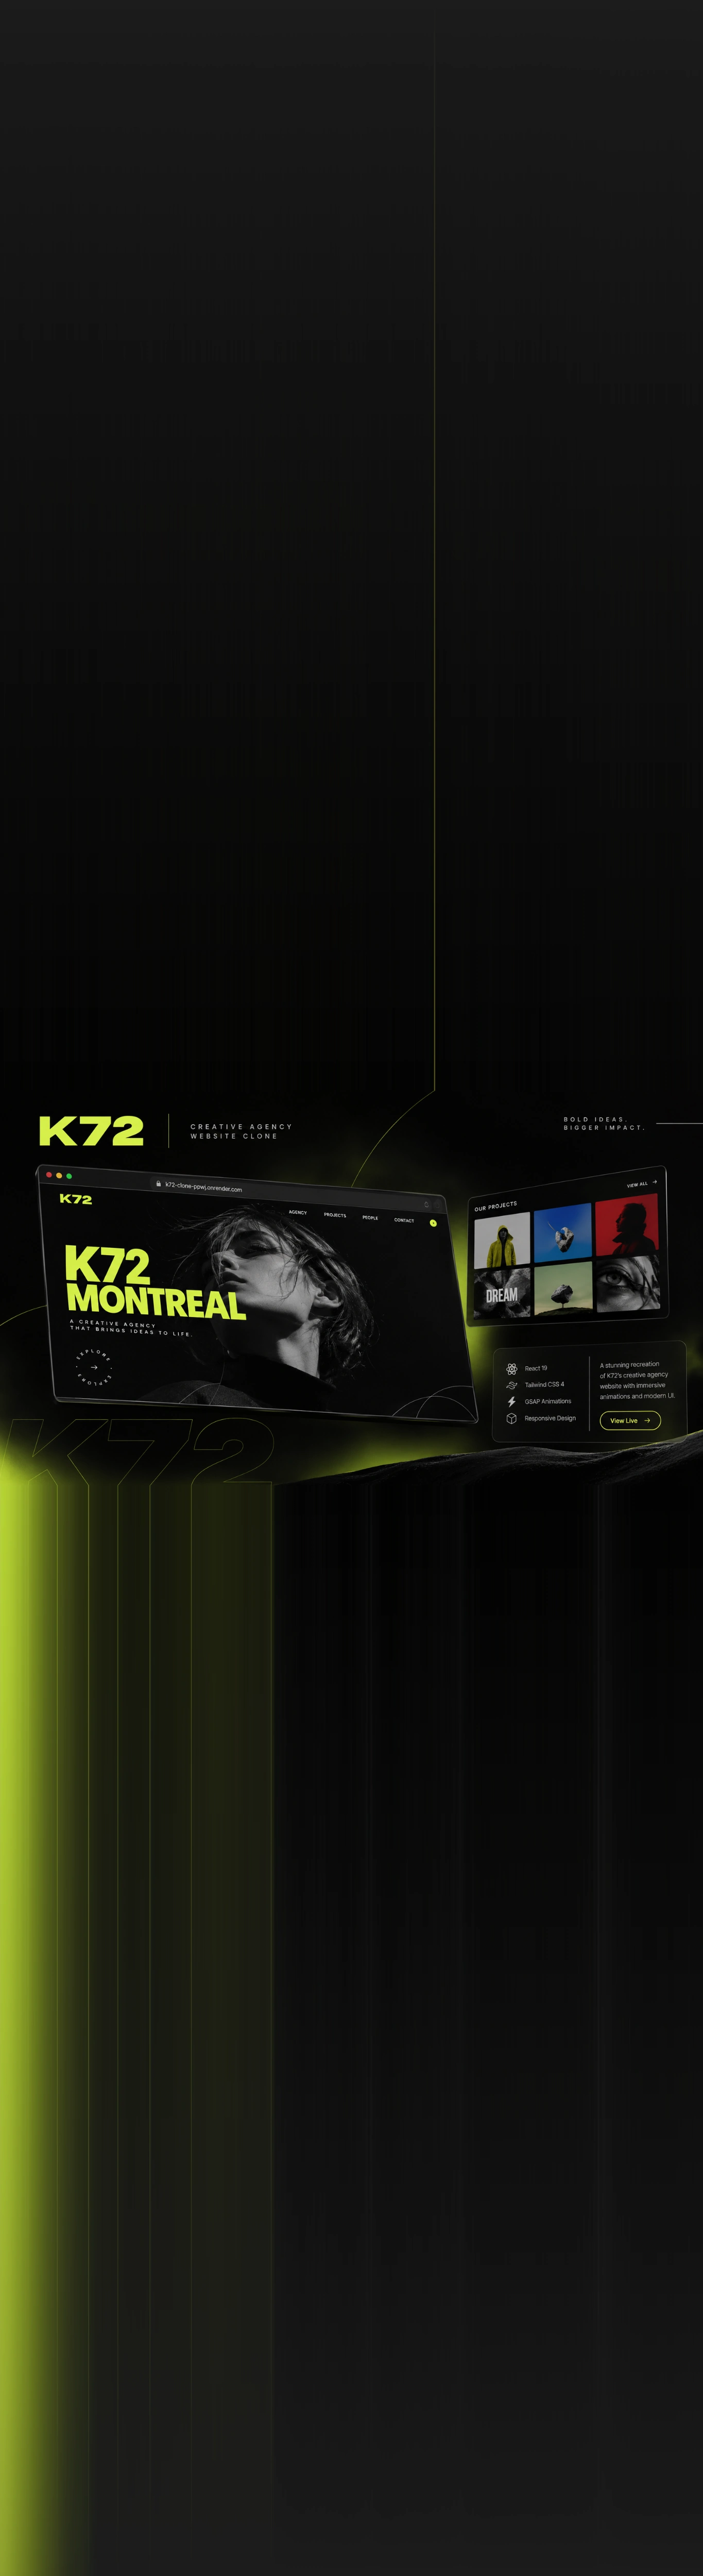 K72
CREATIVE AGENCY
WEBSITE CLONE
BOLD IDEAS.
BIGGER IMPACT.
k72-clone-ppwj.onrender.com
K72
AGENCY
PROJECTS
PEOPLE
CONTACT
K72
MONTREAL
A CREATIVE AGENCY
THAT BRINGS IDEAS TO LIFE.
EXPLORE
EXPLORE
OUR PROJECTS
VIEW ALL →
DREAM
React 19
Tailwind CSS 4
GSAP Animations
Responsive Design
A stunning recreation
of K72's creative agency
website with immersive
animations and modern UI.
View Live →
K72